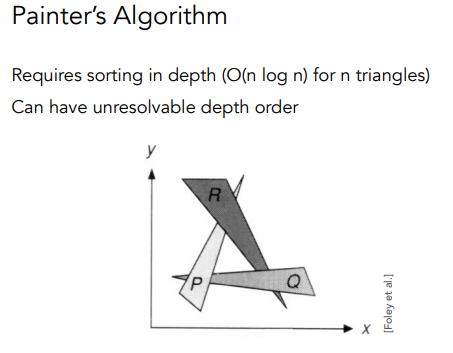 Painter's Algorithm
Requires sorting in depth (O(n log n) for n triangles)
Can have unresolvable depth order
y
R
P
Q
x
[Foley et al.]